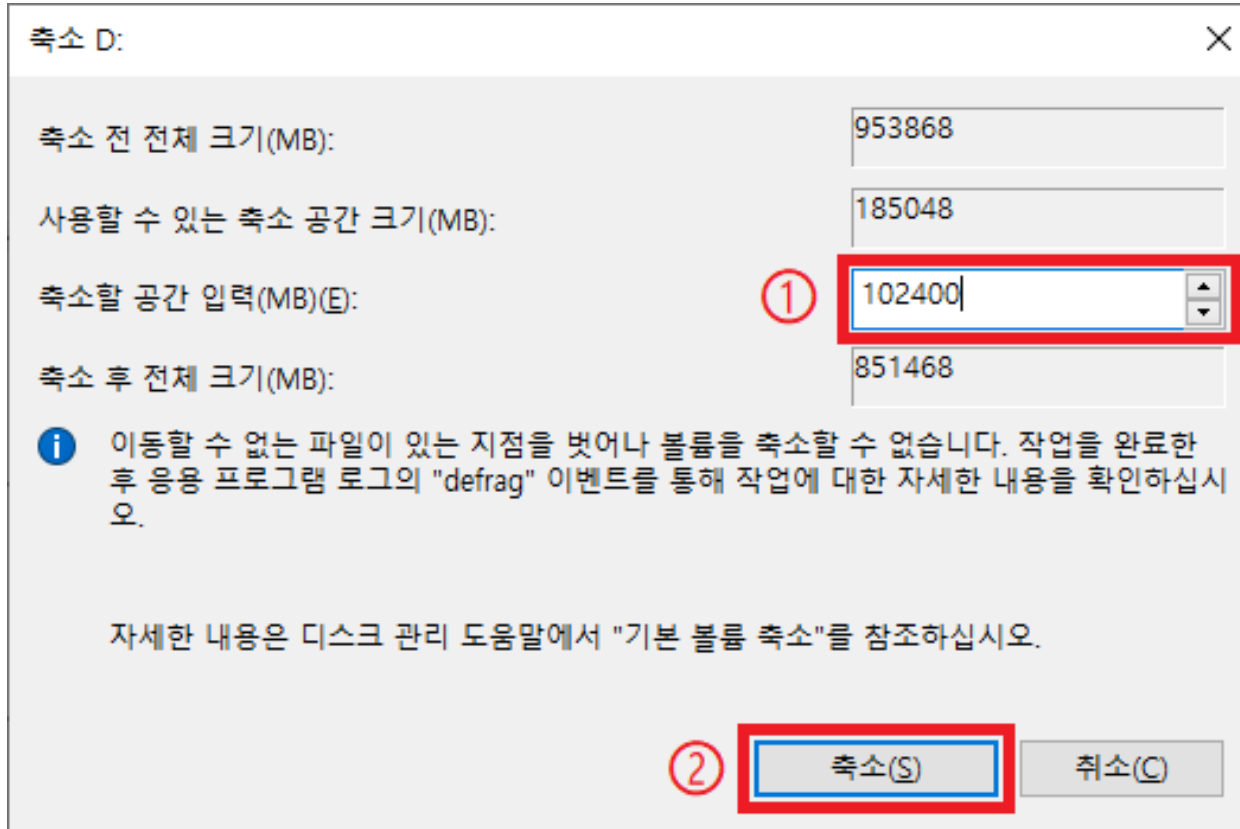 축소 D:
축소 전 전체 크기(MB): 953868
사용할 수 있는 축소 공간 크기(MB): 185048
축소할 공간 입력(MB)(E): ① 102400
축소 후 전체 크기(MB): 851468
이동할 수 없는 파일이 있는 지점을 벗어나 볼륨을 축소할 수 없습니다. 작업을 완료한
후 응용 프로그램 로그의 "defrag" 이벤트를 통해 작업에 대한 자세한 내용을 확인하십시
오.
자세한 내용은 디스크 관리 도움말에서 "기본 볼륨 축소"를 참조하십시오.
② 축소(S) 취소(C)